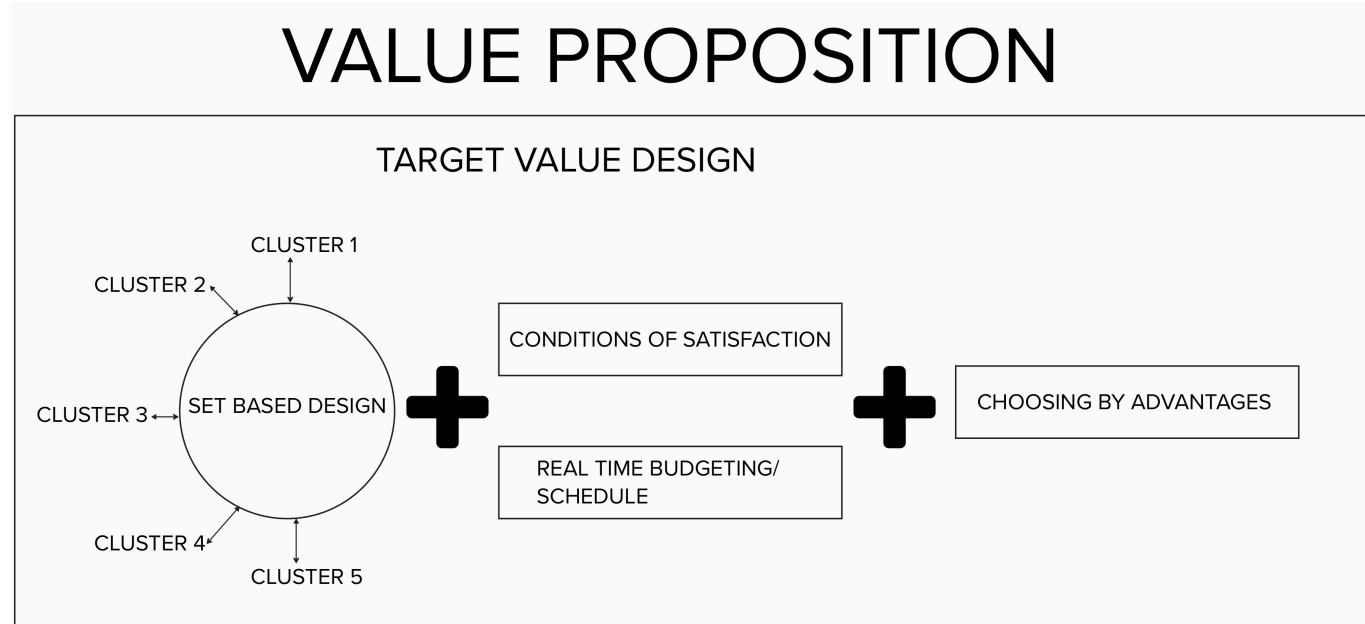 VALUE PROPOSITION
TARGET VALUE DESIGN
CLUSTER 1
CLUSTER 2
CLUSTER 3
CLUSTER 4
CLUSTER 5
SET BASED DESIGN
CONDITIONS OF SATISFACTION
REAL TIME BUDGETING/
SCHEDULE
CHOOSING BY ADVANTAGES